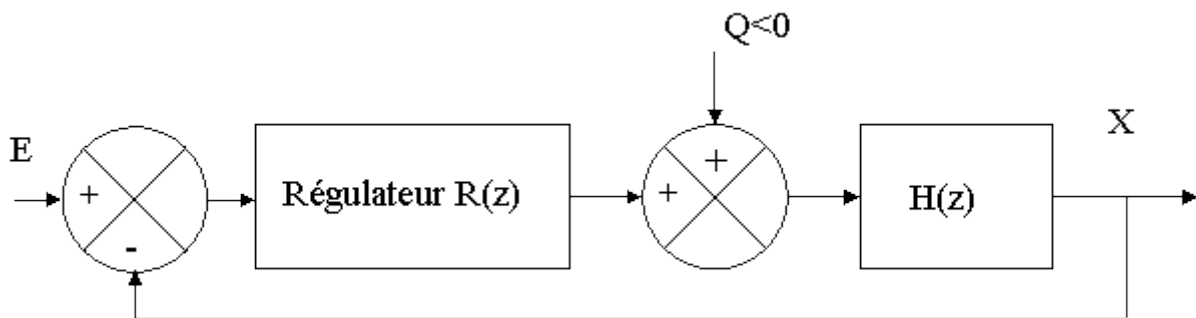 Q<0
E
X
+
-
Régulateur R(z)
+
+
H(z)